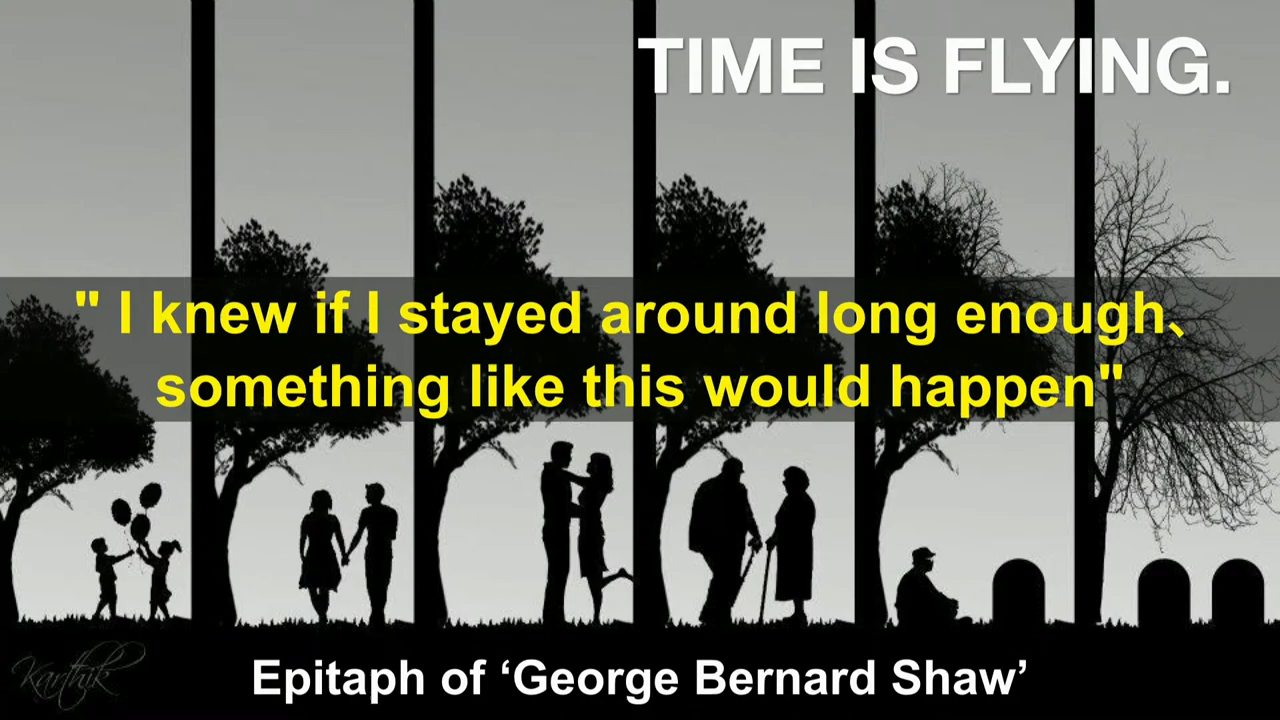 TIME IS FLYING.
" I knew if I stayed around long enough、
something like this would happen"
Karthik
Epitaph of ‘George Bernard Shaw’